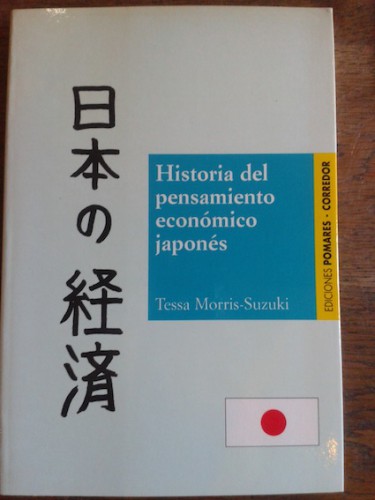 日本の経済
Historia del
pensamiento
económico
japonés
Tessa Morris-Suzuki
EDICIONES POMARES - CORREDOR